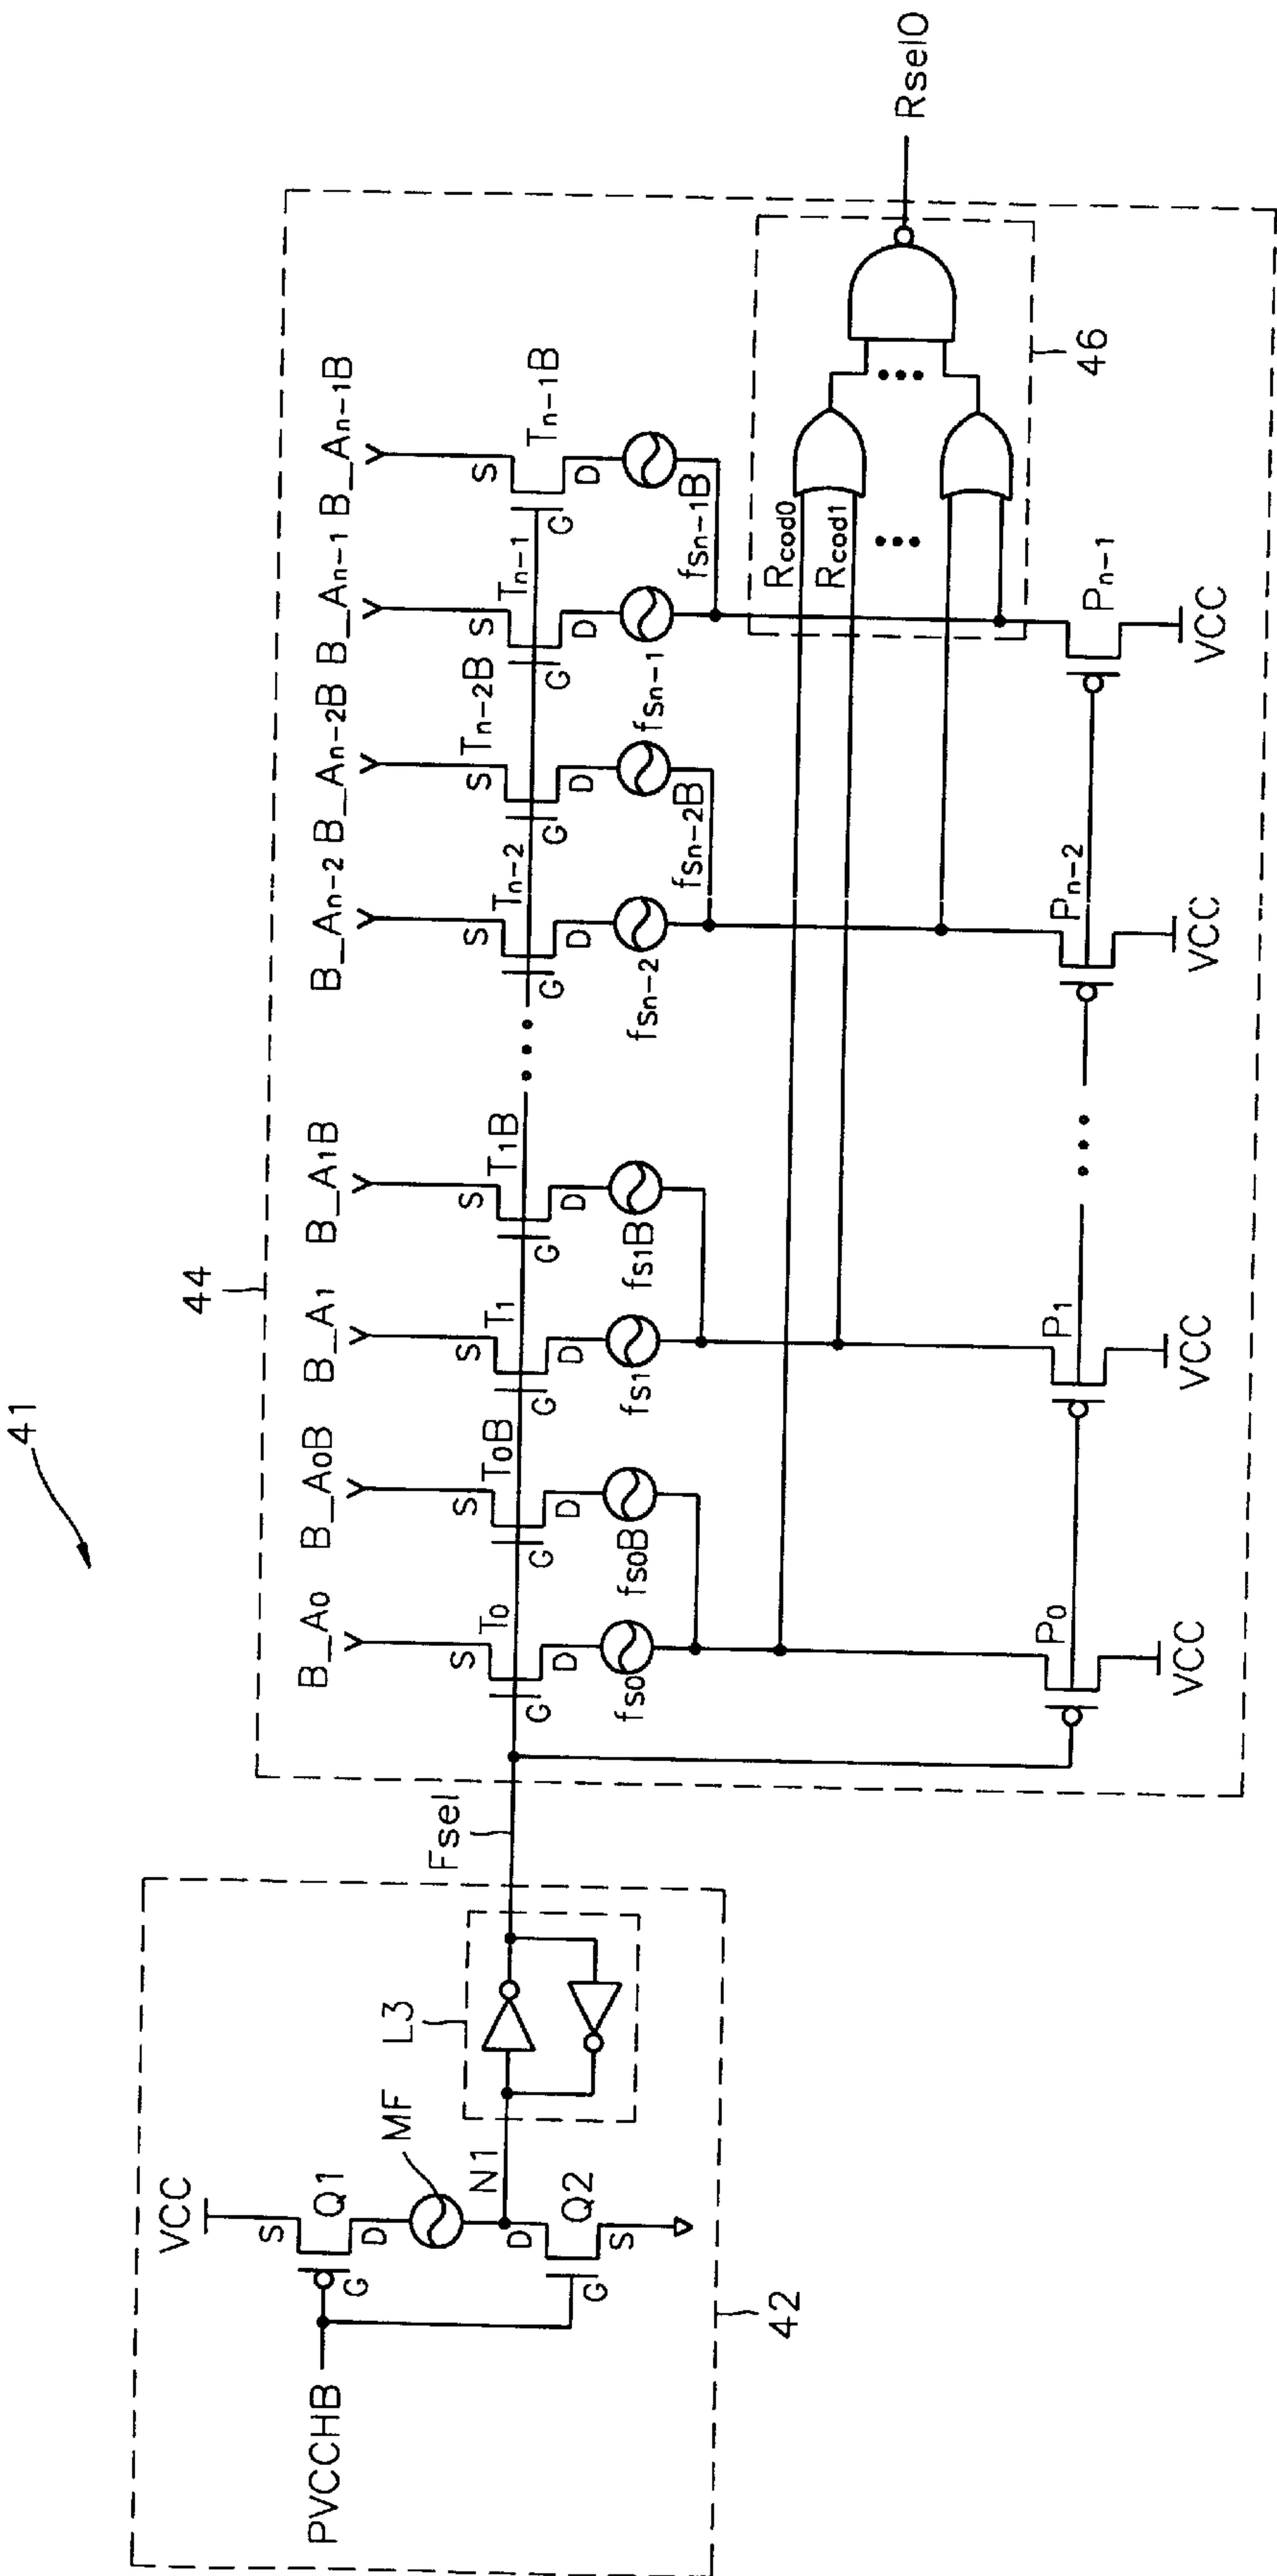 41
PVCCHB
VCC
S
Q1
D
G
MF
N1
D
Q2
G
S
L3
42
Fsel
44
B_A0 B_A0B B_A1 B_A1B B_An-2 B_An-2B B_An-1 B_An-1B
S S S S S S S S
T0 T0B T1 T1B Tn-2 Tn-2B Tn-1 Tn-1B
G G G G G G G G
D D D D D D D D
fs0 fs0B fs1 fs1B fsn-2 fsn-2B fsn-1 fsn-1B
Rcod0
Rcod1
46
Rsel0
P0 P1 Pn-2 Pn-1
VCC VCC VCC VCC